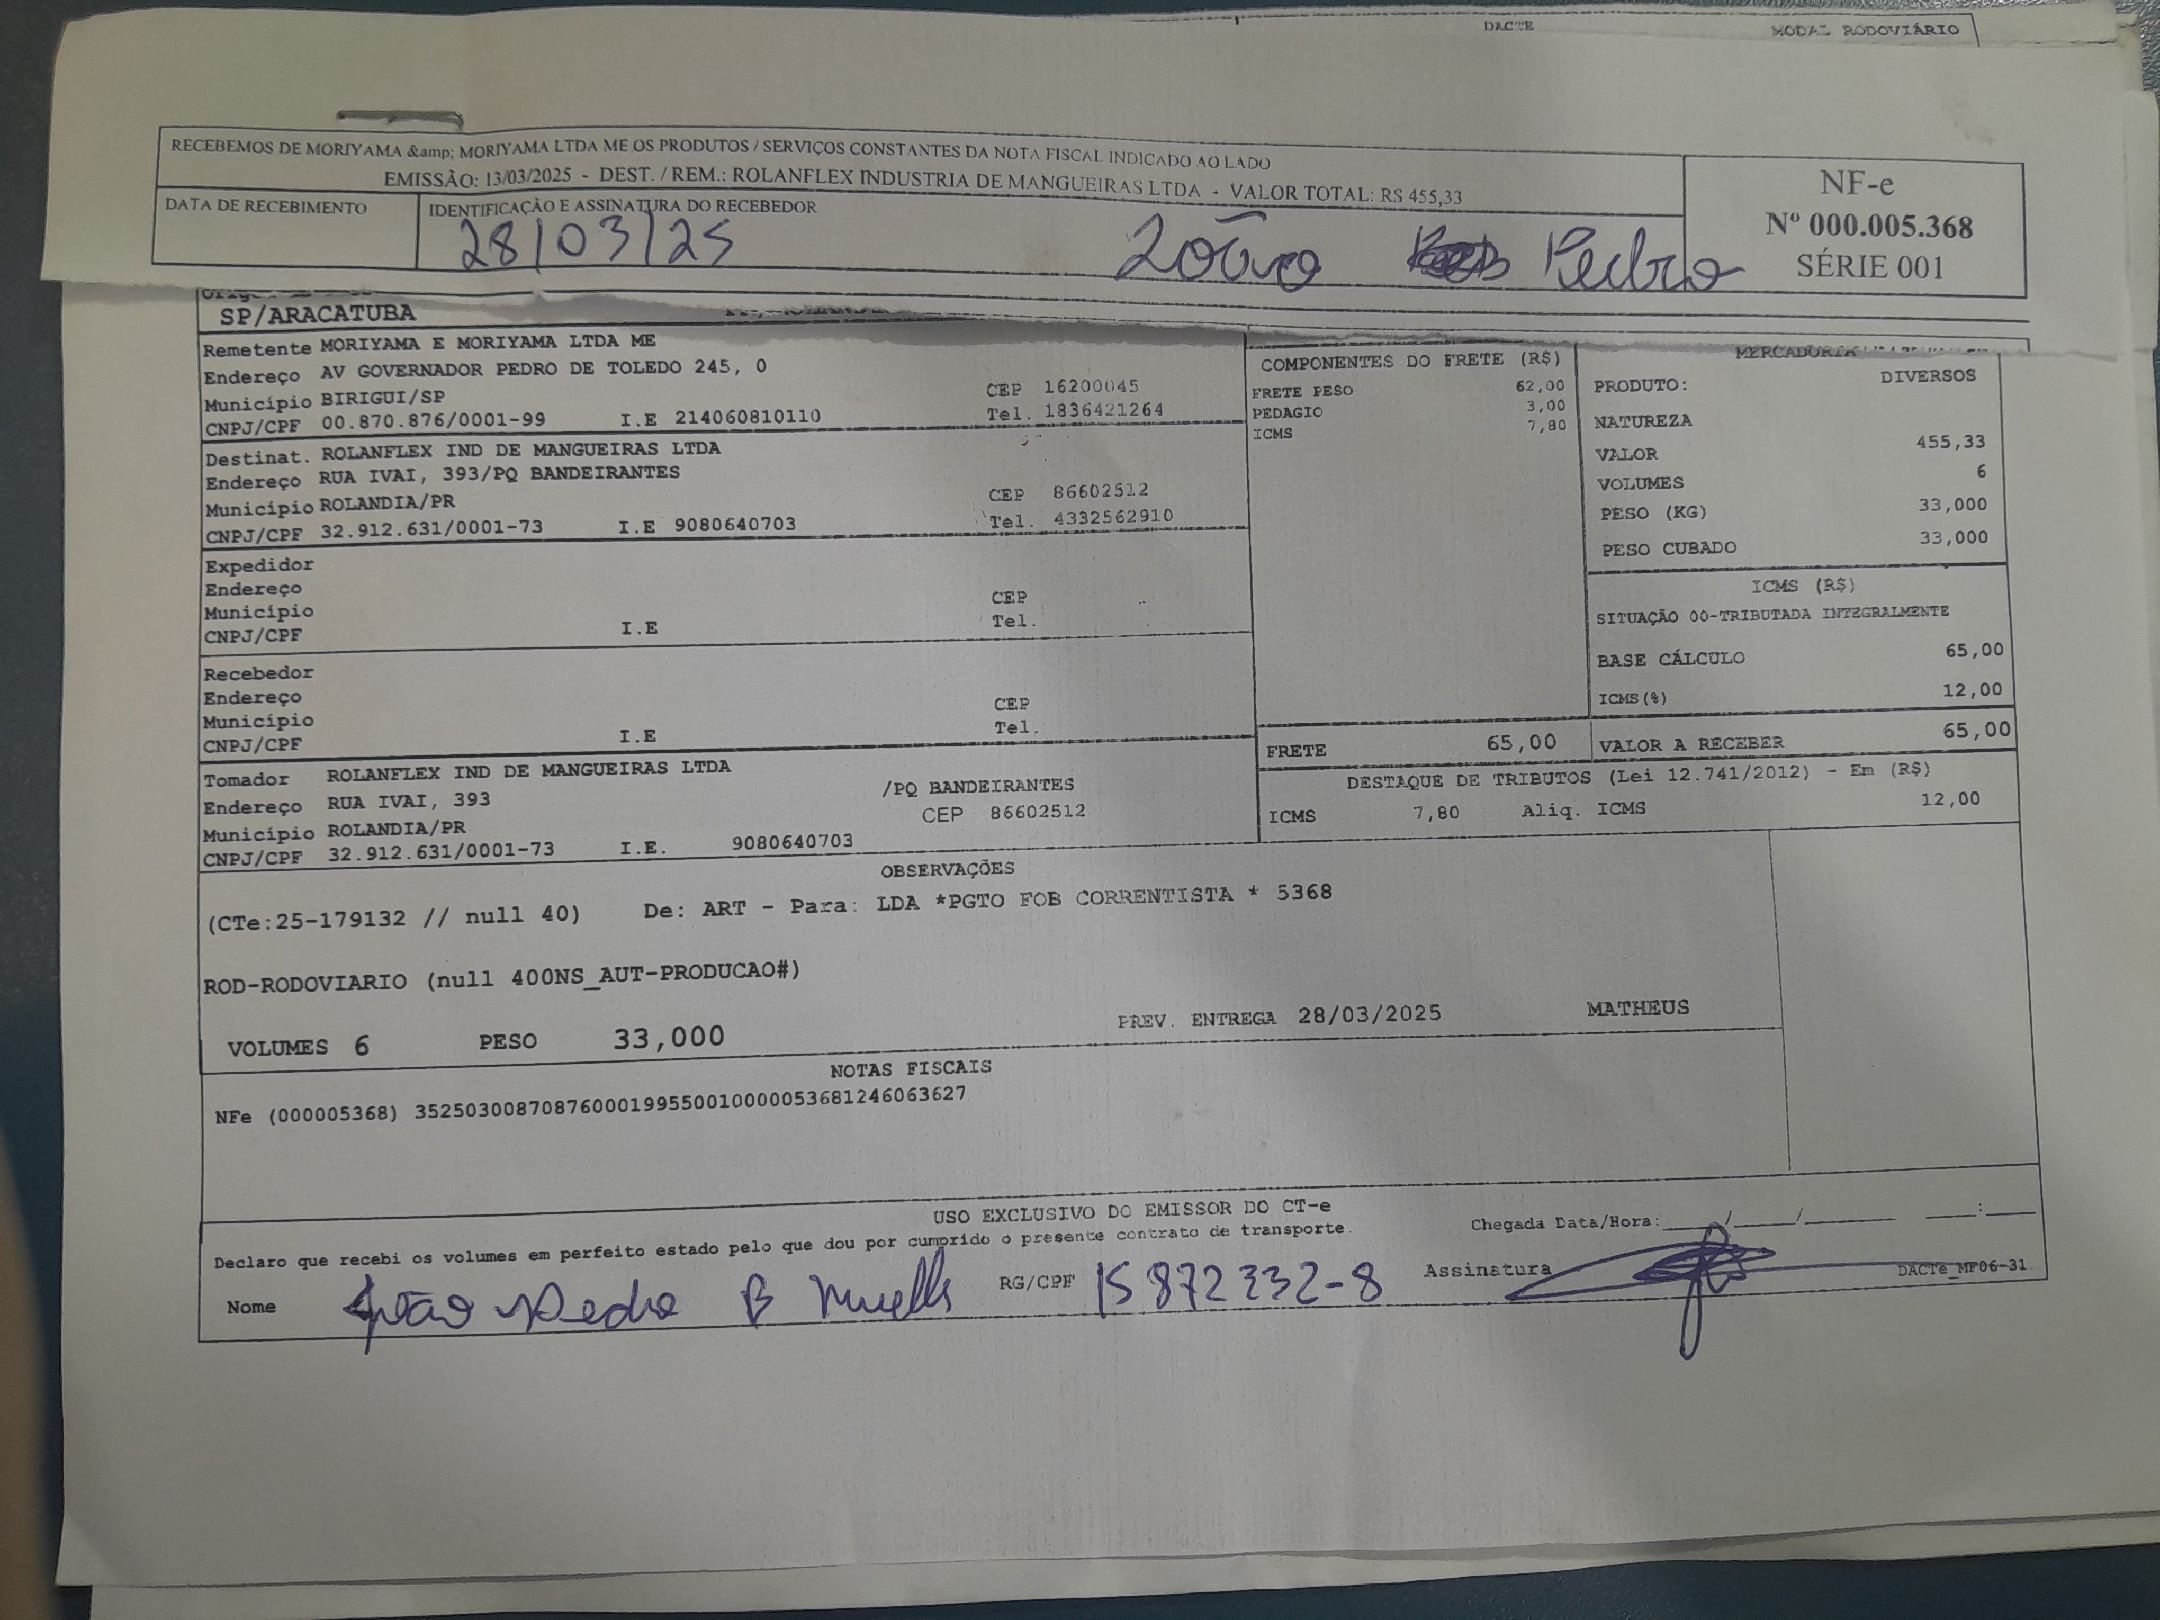 DACTE MODAL RODOVIÁRIO
RECEBEMOS DE MORIYAMA &amp; MORIYAMA LTDA ME OS PRODUTOS / SERVIÇOS CONSTANTES DA NOTA FISCAL INDICADO AO LADO
EMISSÃO: 13/03/2025 - DEST. / REM.: ROLANFLEX INDUSTRIA DE MANGUEIRAS LTDA - VALOR TOTAL: R$ 455,33
NF-e
Nº 000.005.368
SÉRIE 001
DATA DE RECEBIMENTO
IDENTIFICAÇÃO E ASSINATURA DO RECEBEDOR
28/03/25 João Pedro
SP/ARACATUBA
Remetente MORIYAMA E MORIYAMA LTDA ME
Endereço AV GOVERNADOR PEDRO DE TOLEDO 245, 0
Município BIRIGUI/SP CEP 16200045
CNPJ/CPF 00.870.876/0001-99 I.E 214060810110 Tel. 1836421264
Destinat. ROLANFLEX IND DE MANGUEIRAS LTDA
Endereço RUA IVAI, 393/PQ BANDEIRANTES
Município ROLANDIA/PR CEP 86602512
CNPJ/CPF 32.912.631/0001-73 I.E 9080640703 Tel. 4332562910
Expedidor
Endereço
Município CEP
CNPJ/CPF I.E Tel.
Recebedor
Endereço
Município CEP
CNPJ/CPF I.E Tel.
Tomador ROLANFLEX IND DE MANGUEIRAS LTDA
Endereço RUA IVAI, 393 /PQ BANDEIRANTES
Município ROLANDIA/PR CEP 86602512
CNPJ/CPF 32.912.631/0001-73 I.E. 9080640703
COMPONENTES DO FRETE (R$)
FRETE PESO 62,00
PEDAGIO 3,00
ICMS 7,80
MERCADORIA
PRODUTO: DIVERSOS
NATUREZA
VALOR 455,33
VOLUMES 6
PESO (KG) 33,000
PESO CUBADO 33,000
ICMS (R$)
SITUAÇÃO 00-TRIBUTADA INTEGRALMENTE
BASE CÁLCULO 65,00
ICMS(%) 12,00
FRETE 65,00 VALOR A RECEBER 65,00
DESTAQUE DE TRIBUTOS (Lei 12.741/2012) - Em (R$)
ICMS 7,80 Aliq. ICMS 12,00
OBSERVAÇÕES
(CTe:25-179132 // null 40) De: ART - Para: LDA *PGTO FOB CORRENTISTA * 5368
ROD-RODOVIARIO (null 400NS_AUT-PRODUCAO#)
VOLUMES 6 PESO 33,000 PREV. ENTREGA 28/03/2025 MATHEUS
NOTAS FISCAIS
NFe (000005368) 35250300870876000199550010000053681246063627
USO EXCLUSIVO DO EMISSOR DO CT-e
Declaro que recebi os volumes em perfeito estado pelo que dou por cumprido o presente contrato de transporte.
Chegada Data/Hora:____/____/______ ____:____
Nome João Pedro B RG/CPF 15872332-8 Assinatura
DACTe_MF06-31